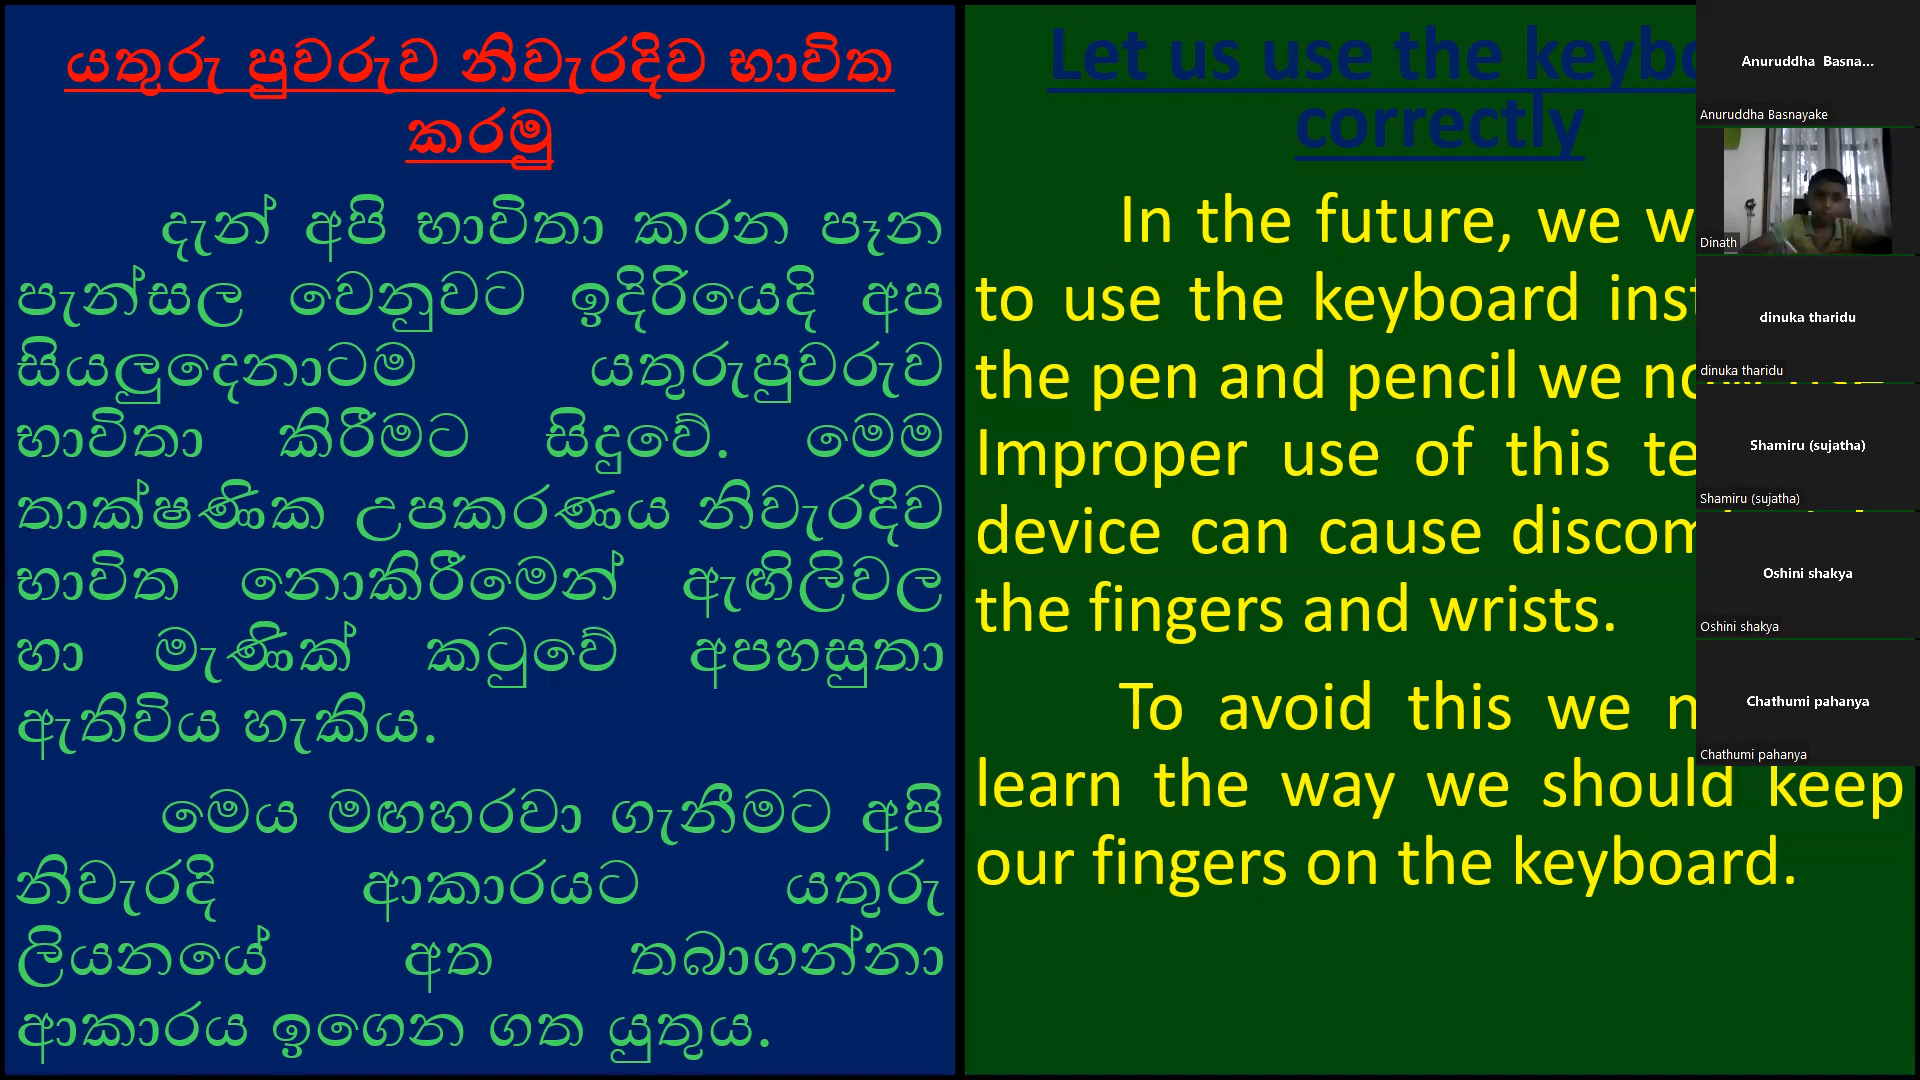 යතුරු පුවරුව නිවැරදිව භාවිත
කරමු
දැන් අපි භාවිතා කරන පෑන
පැන්සල වෙනුවට ඉදිරියෙදි අප
සියලුදෙනාටම යතුරුපුවරුව
භාවිතා කිරීමට සිදුවේ. මෙම
තාක්ෂණික උපකරණය නිවැරදිව
භාවිත නොකිරීමෙන් ඇඟිලිවල
හා මැණික් කටුවේ අපහසුතා
ඇතිවිය හැකිය.
මෙය මඟහරවා ගැනීමට අපි
නිවැරදි ආකාරයට යතුරු
ලියනයේ අත තබාගන්නා
ආකාරය ඉගෙන ගත යුතුය.
Let us use the
correctly
In the future, we
to use the keyboard
the pen and pencil we
Improper use of this
device can cause
the fingers and wrists.
To avoid this we
learn the way we should keep
our fingers on the keyboard.
Anuruddha Basna...
Anuruddha Basnayake
Dinath
dinuka tharidu
dinuka tharidu
Shamiru (sujatha)
Shamiru (sujatha)
Oshini shakya
Oshini shakya
Chathumi pahanya
Chathumi pahanya